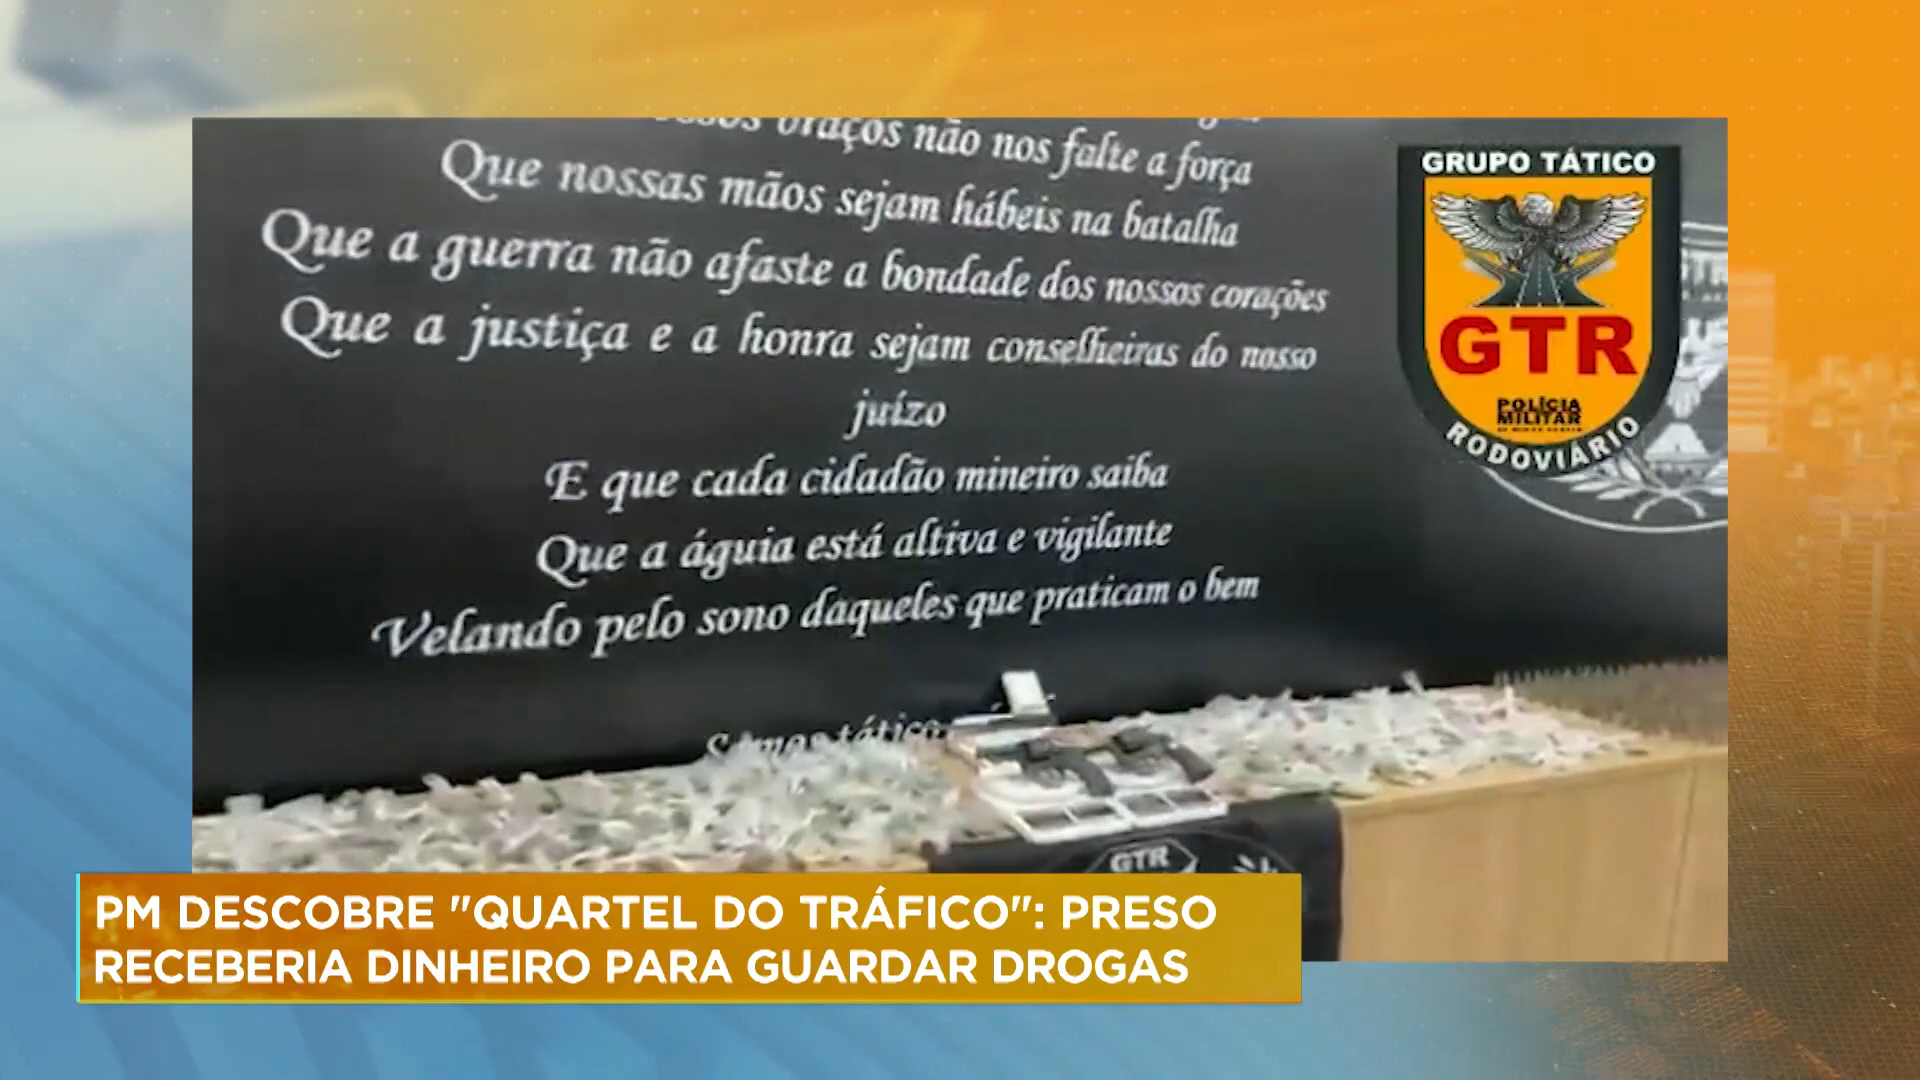 braços não nos falte a força
Que nossas mãos sejam hábeis na batalha
Que a guerra não afaste a bondade dos nossos corações
Que a justiça e a honra sejam conselheiras do nosso
juízo
E que cada cidadão mineiro saiba
Que a águia está altiva e vigilante
Velando pelo sono daqueles que praticam o bem
GRUPO TÁTICO
GTR
POLÍCIA
MILITAR
RODOVIÁRIO
GTR
PM DESCOBRE "QUARTEL DO TRÁFICO": PRESO
RECEBERIA DINHEIRO PARA GUARDAR DROGAS